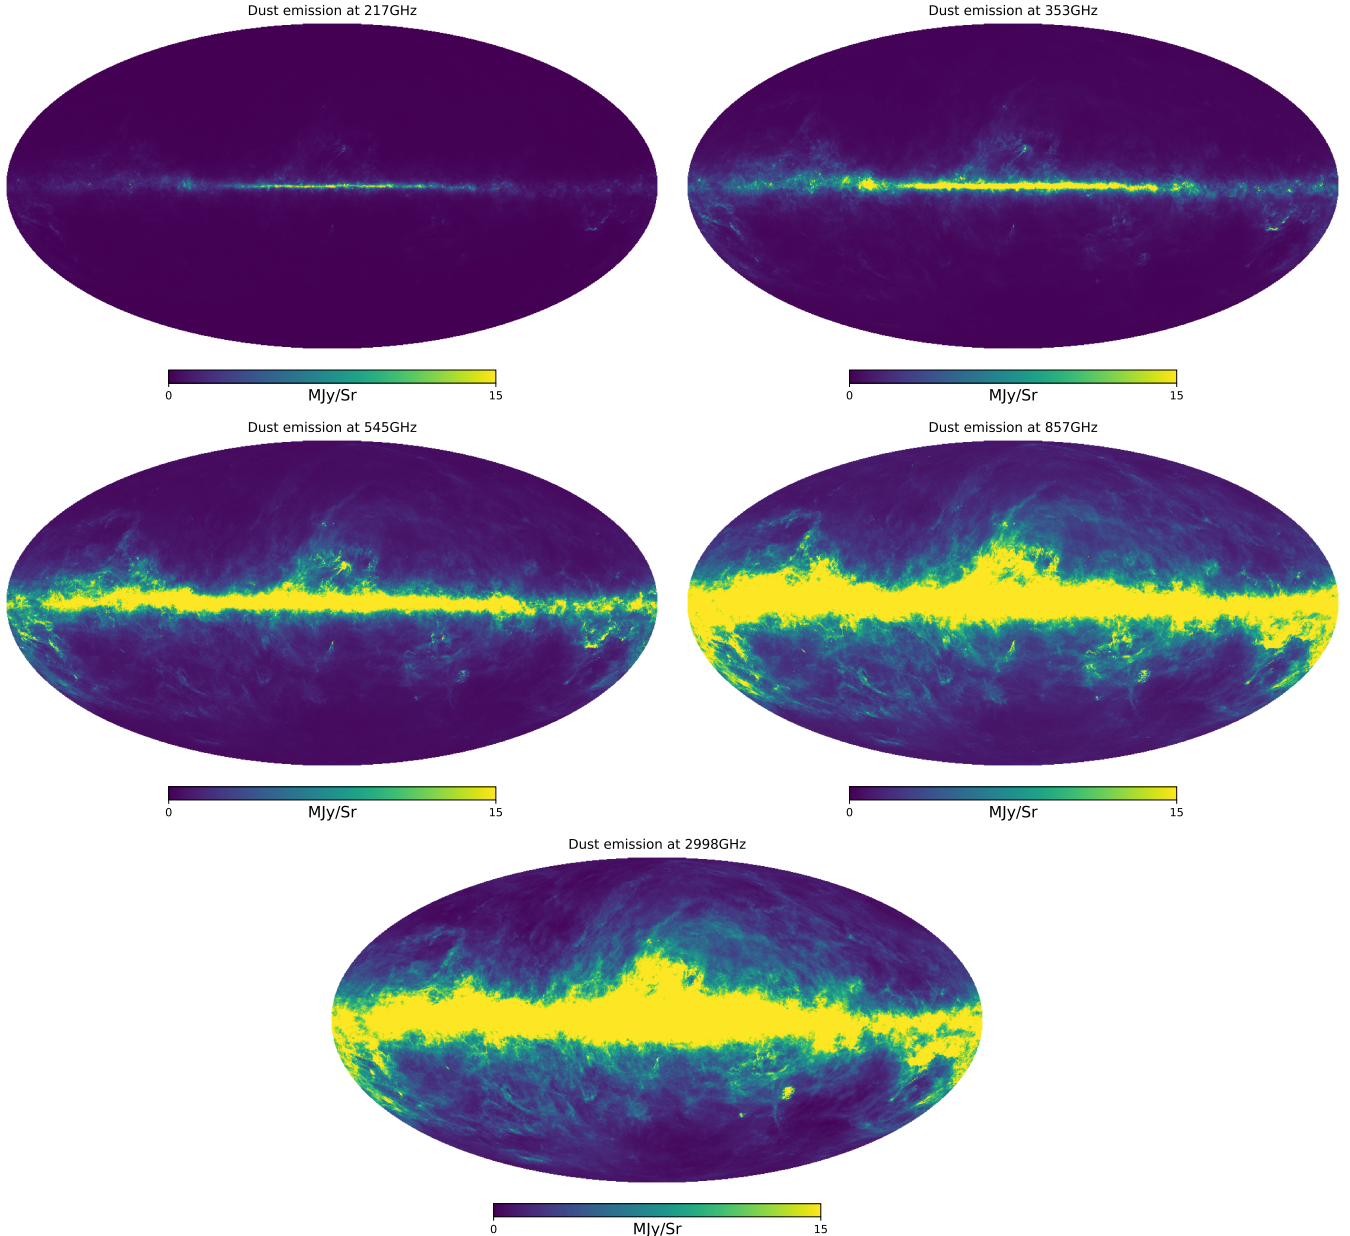 Dust emission at 217GHz
Dust emission at 353GHz
0 15
MJy/Sr
0 15
MJy/Sr
Dust emission at 545GHz
Dust emission at 857GHz
0 15
MJy/Sr
0 15
MJy/Sr
Dust emission at 2998GHz
0 15
MJy/Sr